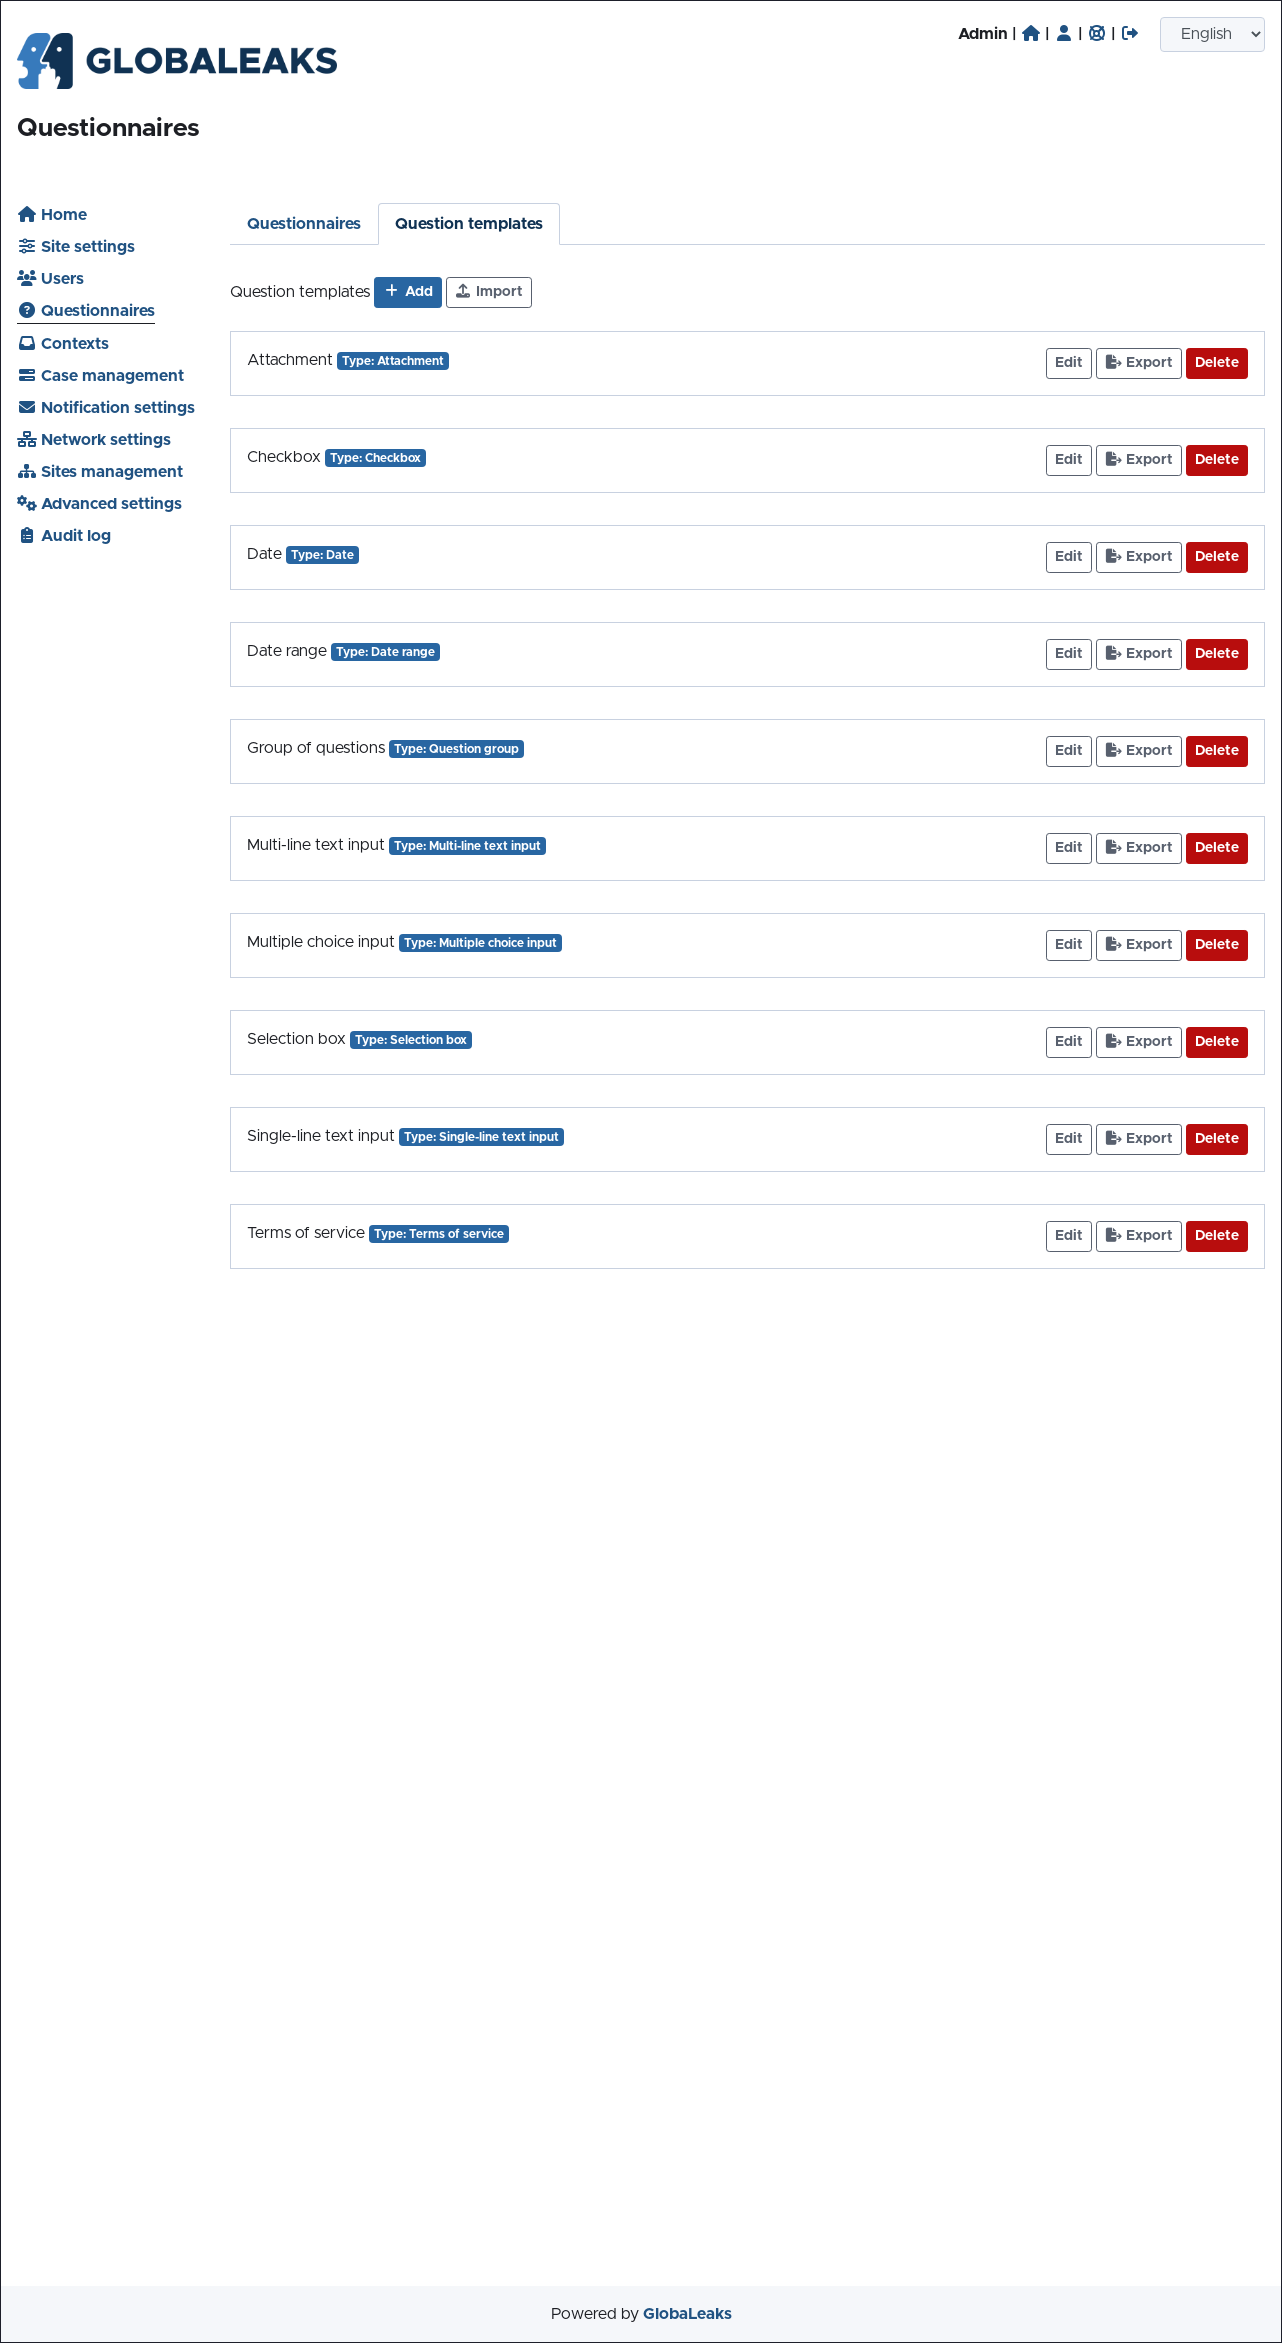 Admin | | | |
English
GLOBALEAKS
Questionnaires
Home
Site settings
Users
Questionnaires
Contexts
Case management
Notification settings
Network settings
Sites management
Advanced settings
Audit log
Questionnaires Question templates
Question templates Add Import
Attachment Type: Attachment Edit Export Delete
Checkbox Type: Checkbox Edit Export Delete
Date Type: Date Edit Export Delete
Date range Type: Date range Edit Export Delete
Group of questions Type: Question group Edit Export Delete
Multi-line text input Type: Multi-line text input Edit Export Delete
Multiple choice input Type: Multiple choice input Edit Export Delete
Selection box Type: Selection box Edit Export Delete
Single-line text input Type: Single-line text input Edit Export Delete
Terms of service Type: Terms of service Edit Export Delete
Powered by GlobaLeaks